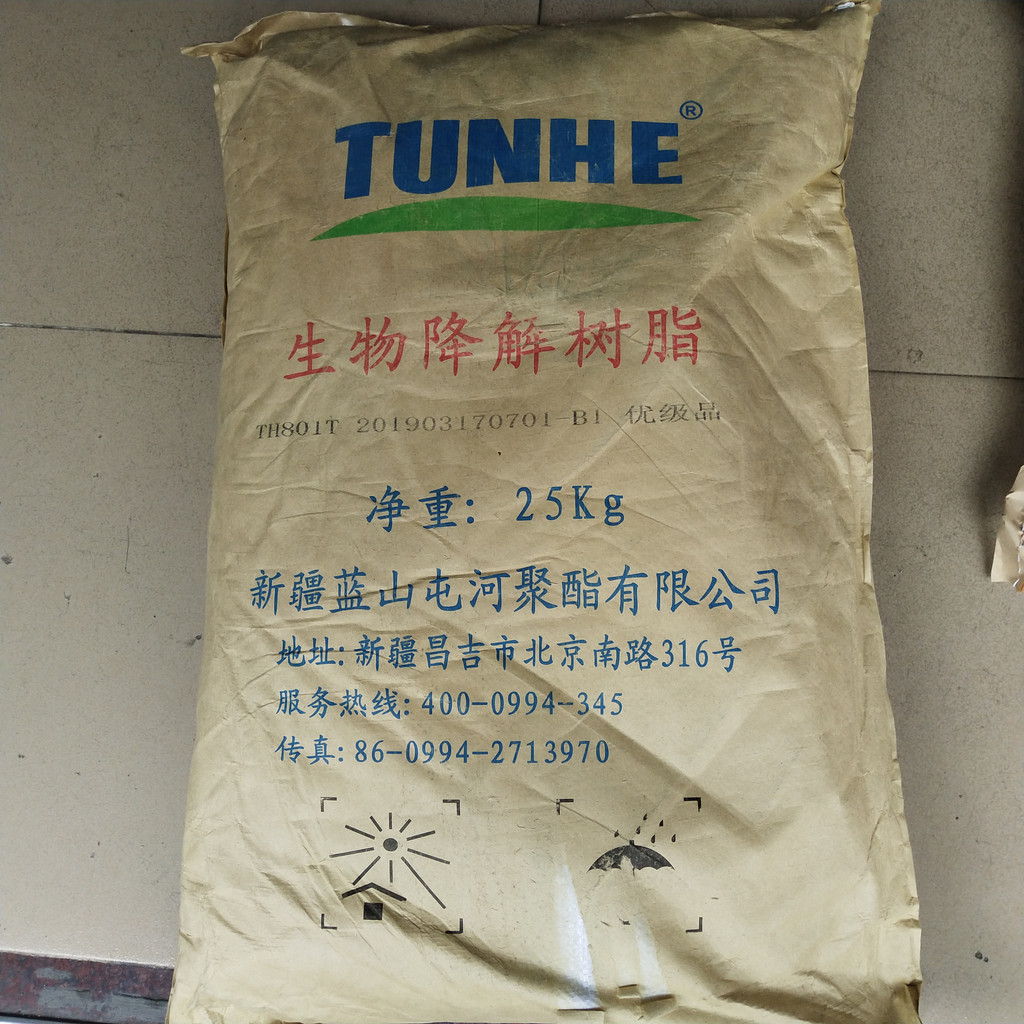 TUNHE®
生物降解树脂
TH801T 201903170701-B1 优级品
净重: 25Kg
新疆蓝山屯河聚酯有限公司
地址:新疆昌吉市北京南路316号
服务热线:400-0994-345
传真:86-0994-2713970